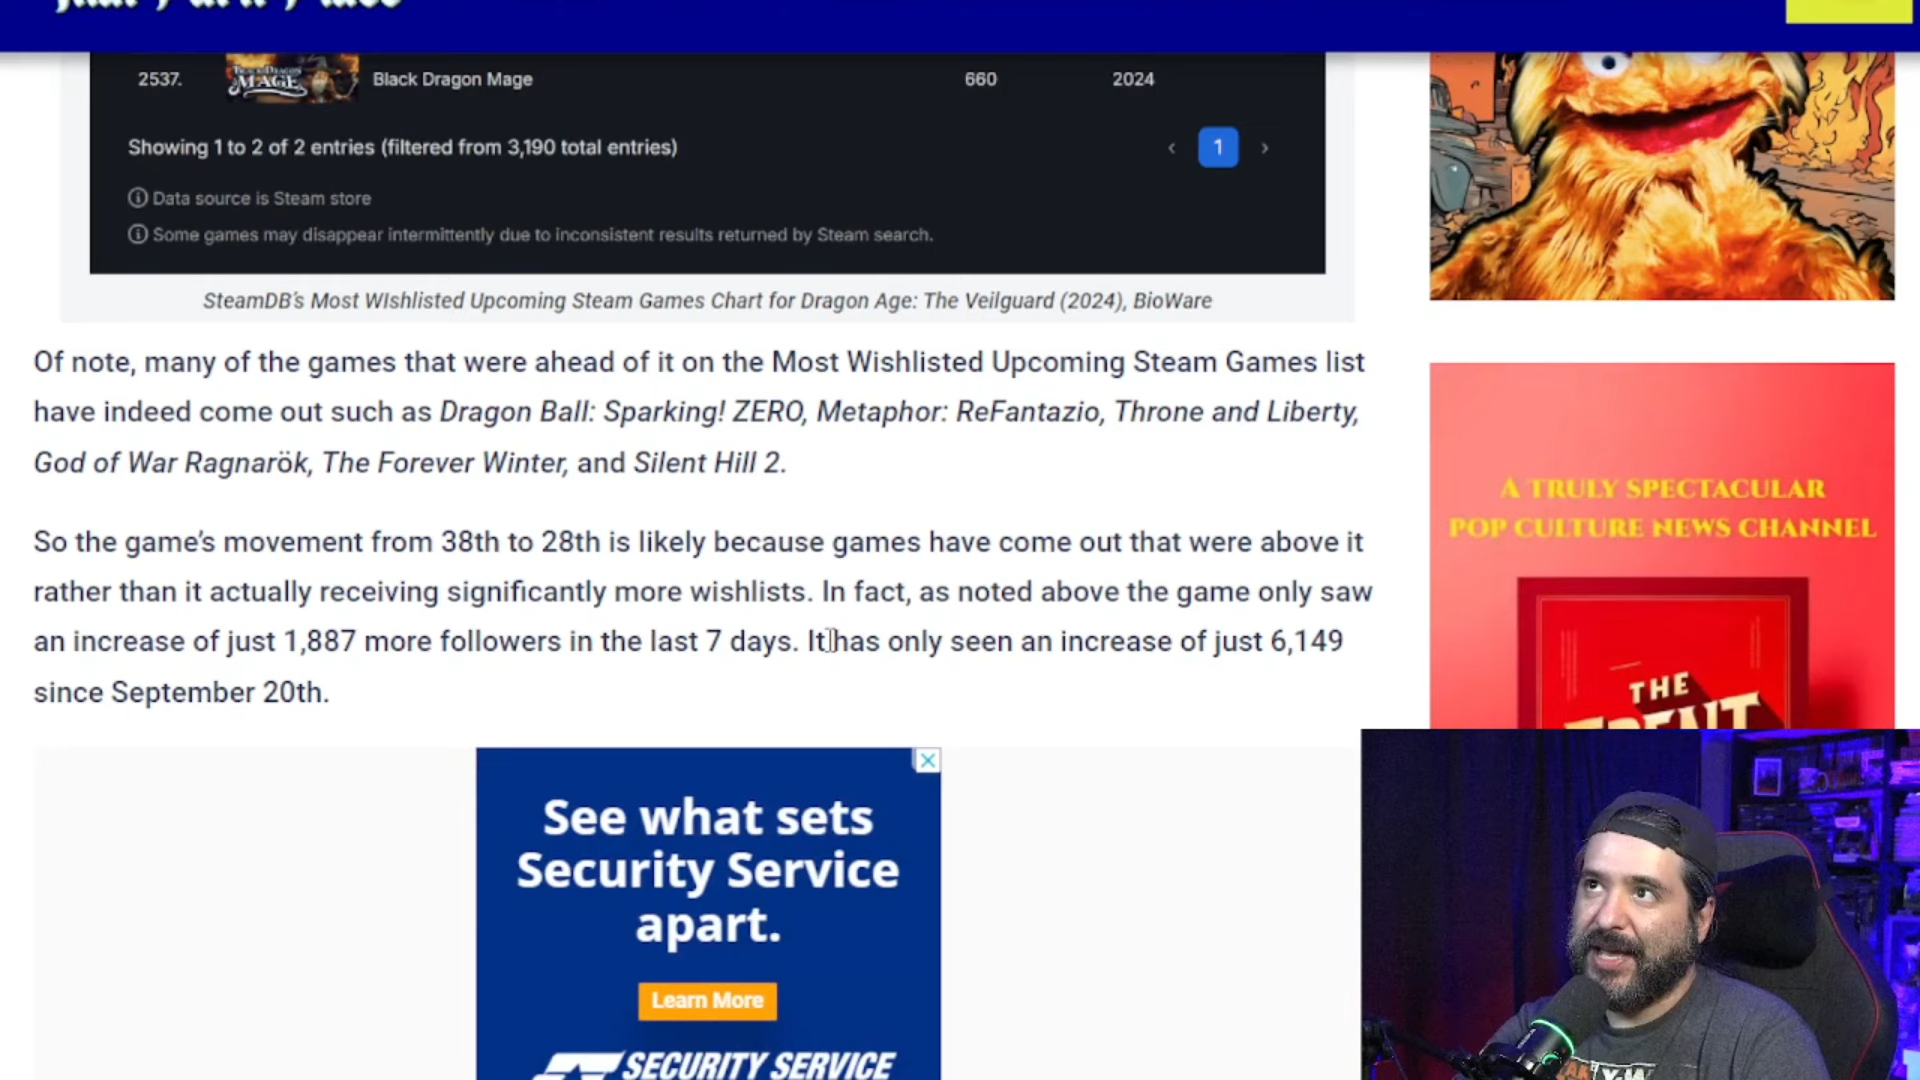 2537. BLACK DRAGON MAGE Black Dragon Mage 660 2024
Showing 1 to 2 of 2 entries (filtered from 3,190 total entries) ‹ 1 ›
Data source is Steam store
Some games may disappear intermittently due to inconsistent results returned by Steam search.
SteamDB's Most WIshlisted Upcoming Steam Games Chart for Dragon Age: The Veilguard (2024), BioWare
Of note, many of the games that were ahead of it on the Most Wishlisted Upcoming Steam Games list
have indeed come out such as Dragon Ball: Sparking! ZERO, Metaphor: ReFantazio, Throne and Liberty,
God of War Ragnarök, The Forever Winter, and Silent Hill 2.
So the game's movement from 38th to 28th is likely because games have come out that were above it
rather than it actually receiving significantly more wishlists. In fact, as noted above the game only saw
an increase of just 1,887 more followers in the last 7 days. It has only seen an increase of just 6,149
since September 20th.
See what sets
Security Service
apart.
Learn More
SECURITY SERVICE
A TRULY SPECTACULAR
POP CULTURE NEWS CHANNEL
THE